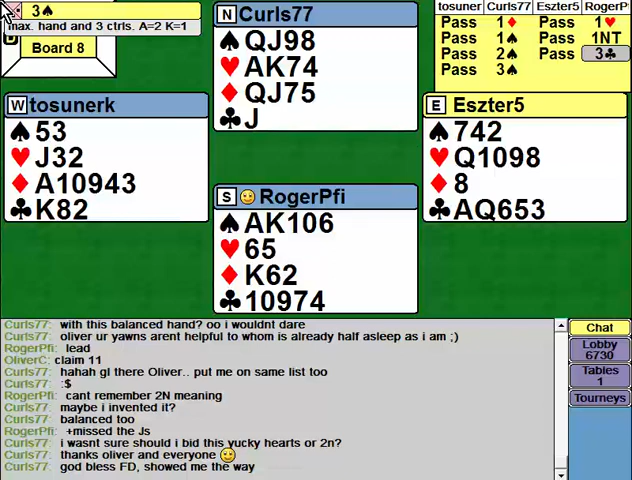 3♠
max. hand and 3 ctrls. A=2 K=1
Board 8
N Curls77
♠QJ98
♥AK74
♦QJ75
♣J
tosuner Curls77 Eszter5 RogerPf
Pass 1♦ Pass 1♥
Pass 1♠ Pass 1NT
Pass 2♠ Pass 3♣
Pass 3♠
W tosunerk
♠53
♥J32
♦A10943
♣K82
E Eszter5
♠742
♥Q1098
♦8
♣AQ653
S RogerPfi
♠AK106
♥65
♦K62
♣10974
Curls77: with this balanced hand? oo i wouldnt dare
Curls77: oliver ur yawns arent helpful to whom is already half asleep as i am ;)
RogerPfi: lead
OliverC: claim 11
Curls77: hahah gl there Oliver.. put me on same list too
Curls77: :$
RogerPfi: cant remember 2N meaning
Curls77: maybe i invented it?
Curls77: balanced too
RogerPfi: +missed the Js
Curls77: i wasnt sure should i bid this yucky hearts or 2n?
Curls77: thanks oliver and everyone
Curls77: god bless FD, showed me the way
Chat
Lobby
6730
Tables
1
Tourneys